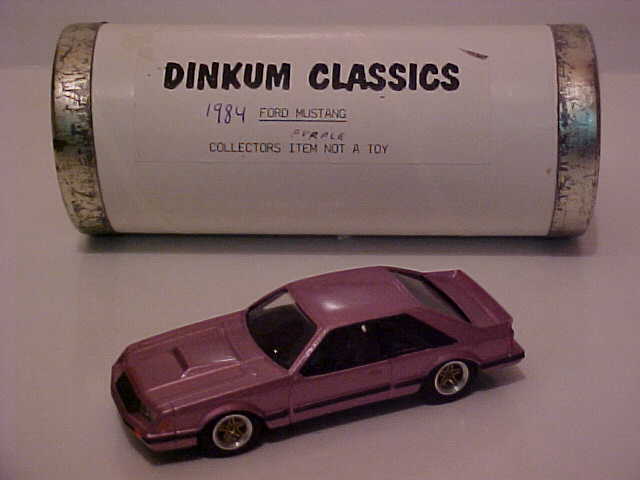 DINKUM CLASSICS
1984 FORD MUSTANG
PURPLE
COLLECTORS ITEM NOT A TOY